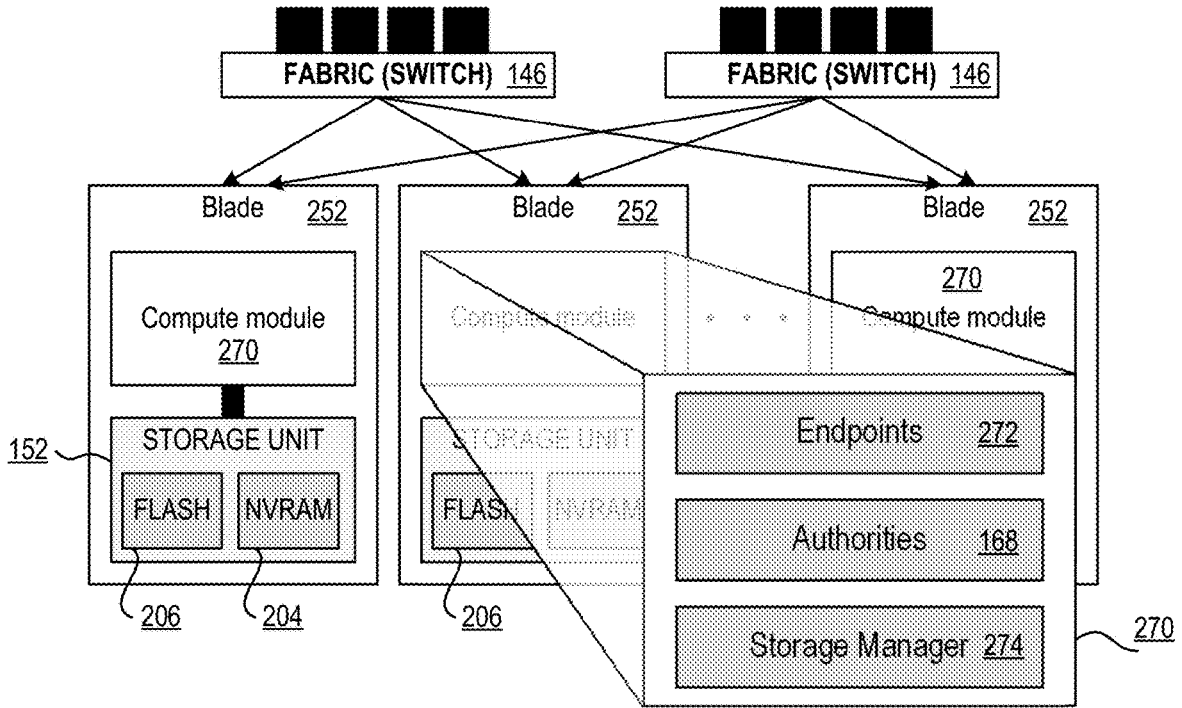 FABRIC (SWITCH) 146
FABRIC (SWITCH) 146
Blade 252
Blade 252
Blade 252
Compute module
270
Compute module
. . .
270
Compute module
152
STORAGE UNIT
FLASH
NVRAM
206
204
STORAGE UNIT
FLASH
NVRAM
206
Endpoints 272
Authorities 168
Storage Manager 274
270